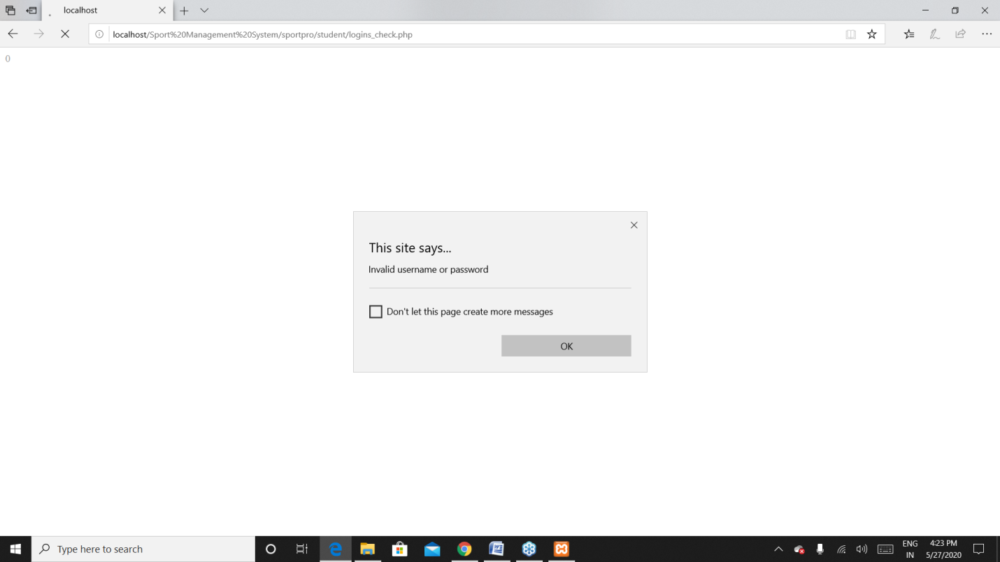 localhost
localhost/Sport%20Management%20System/sportpro/student/logins_check.php
0
This site says...
Invalid username or password
Don't let this page create more messages
OK
Type here to search
ENG
IN
4:23 PM
5/27/2020